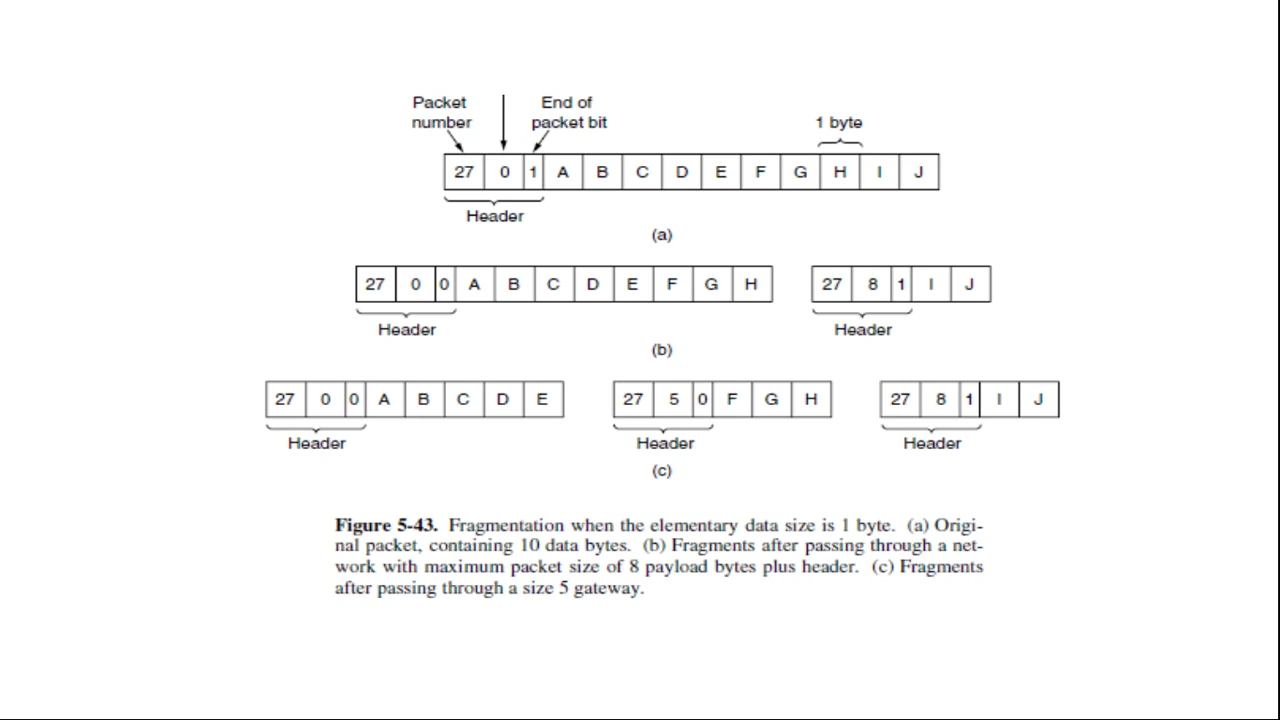 Packet End of
number packet bit 1 byte
27 0 1 A B C D E F G H I J
Header
(a)
27 0 0 A B C D E F G H 27 8 1 I J
Header Header
(b)
27 0 0 A B C D E 27 5 0 F G H 27 8 1 I J
Header Header Header
(c)
Figure 5-43. Fragmentation when the elementary data size is 1 byte. (a) Origi-
nal packet, containing 10 data bytes. (b) Fragments after passing through a net-
work with maximum packet size of 8 payload bytes plus header. (c) Fragments
after passing through a size 5 gateway.